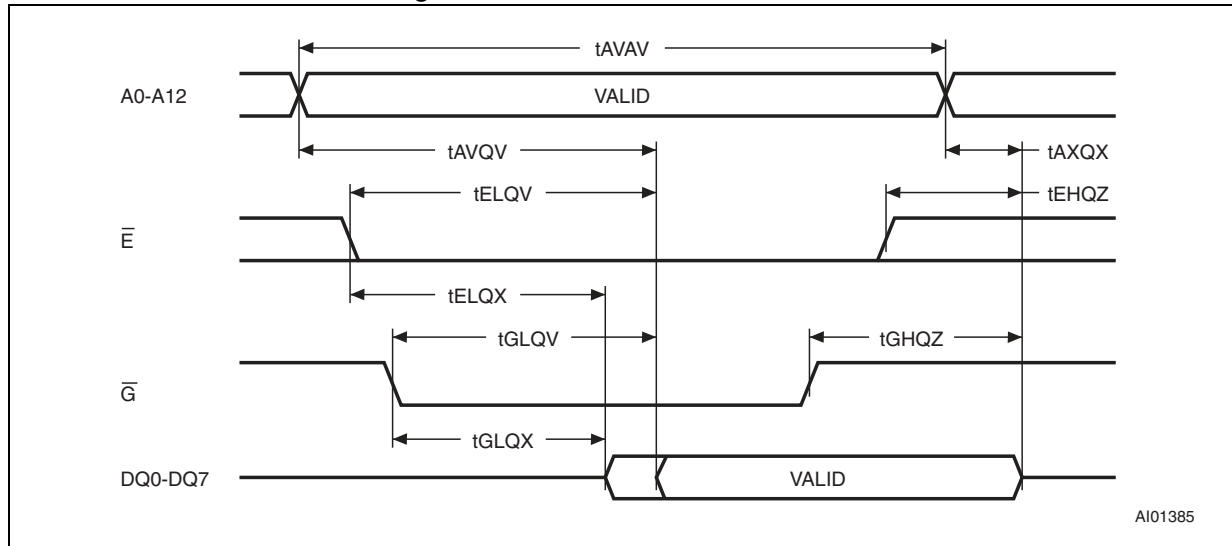 tAVAV
A0-A12
VALID
tAVQV
tAXQX
tELQV
tEHQZ
E̅
tELQX
tGLQV
tGHQZ
G̅
tGLQX
DQ0-DQ7
VALID
AI01385